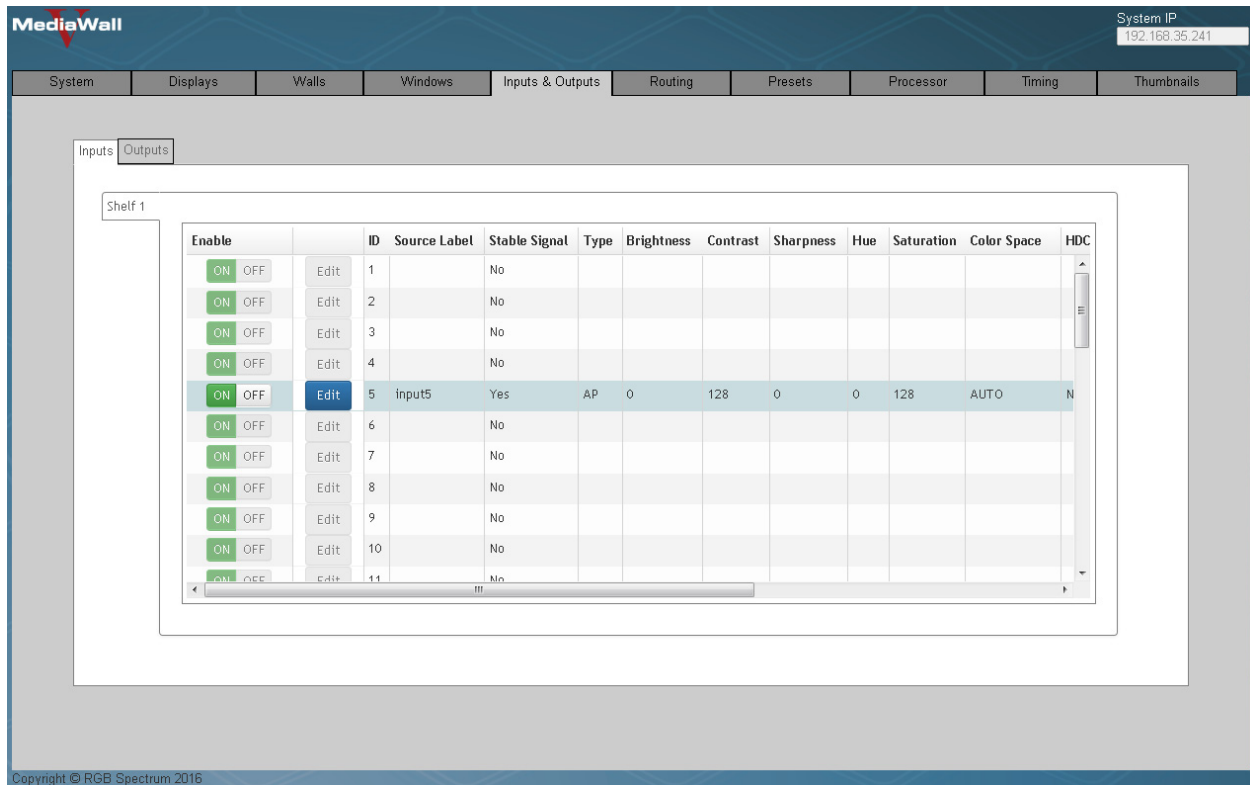 MediaWall
V
System IP
192.168.35.241
System Displays Walls Windows Inputs & Outputs Routing Presets Processor Timing Thumbnails
Inputs Outputs
Shelf 1
Enable ID Source Label Stable Signal Type Brightness Contrast Sharpness Hue Saturation Color Space HDC
ON OFF Edit 1 No
ON OFF Edit 2 No
ON OFF Edit 3 No
ON OFF Edit 4 No
ON OFF Edit 5 input5 Yes AP 0 128 0 0 128 AUTO N
ON OFF Edit 6 No
ON OFF Edit 7 No
ON OFF Edit 8 No
ON OFF Edit 9 No
ON OFF Edit 10 No
ON OFF Edit 11 No
Copyright © RGB Spectrum 2016